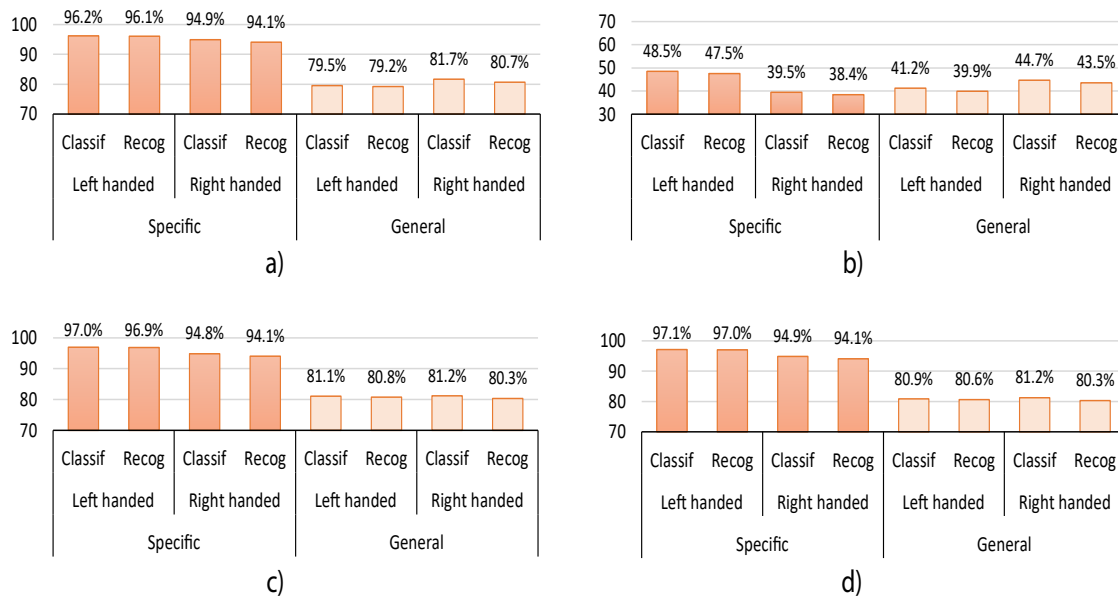 100
90
80
70
96.2% 96.1% 94.9% 94.1% 79.5% 79.2% 81.7% 80.7%
Classif Recog Classif Recog Classif Recog Classif Recog
Left handed Right handed Left handed Right handed
Specific General
a)
70
60
50
40
30
48.5% 47.5% 39.5% 38.4% 41.2% 39.9% 44.7% 43.5%
Classif Recog Classif Recog Classif Recog Classif Recog
Left handed Right handed Left handed Right handed
Specific General
b)
100
90
80
70
97.0% 96.9% 94.8% 94.1% 81.1% 80.8% 81.2% 80.3%
Classif Recog Classif Recog Classif Recog Classif Recog
Left handed Right handed Left handed Right handed
Specific General
c)
100
90
80
70
97.1% 97.0% 94.9% 94.1% 80.9% 80.6% 81.2% 80.3%
Classif Recog Classif Recog Classif Recog Classif Recog
Left handed Right handed Left handed Right handed
Specific General
d)